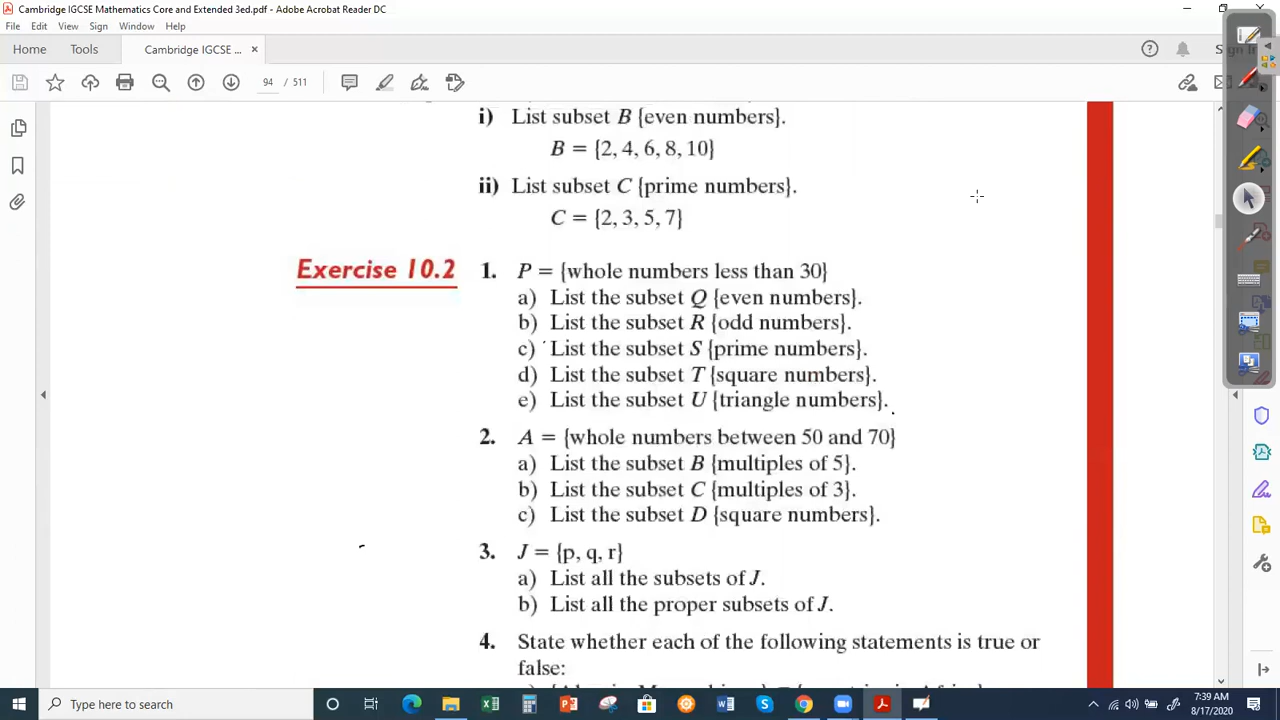 Cambridge IGCSE Mathematics Core and Extended 3ed.pdf - Adobe Acrobat Reader DC
File Edit View Sign Window Help
Home Tools Cambridge IGCSE ... × Sign In
94 / 511
i) List subset B {even numbers}.
B = {2, 4, 6, 8, 10}
ii) List subset C {prime numbers}.
C = {2, 3, 5, 7}
Exercise 10.2
1. P = {whole numbers less than 30}
a) List the subset Q {even numbers}.
b) List the subset R {odd numbers}.
c) List the subset S {prime numbers}.
d) List the subset T {square numbers}.
e) List the subset U {triangle numbers}.
2. A = {whole numbers between 50 and 70}
a) List the subset B {multiples of 5}.
b) List the subset C {multiples of 3}.
c) List the subset D {square numbers}.
3. J = {p, q, r}
a) List all the subsets of J.
b) List all the proper subsets of J.
4. State whether each of the following statements is true or
false:
Type here to search
7:39 AM
8/17/2020